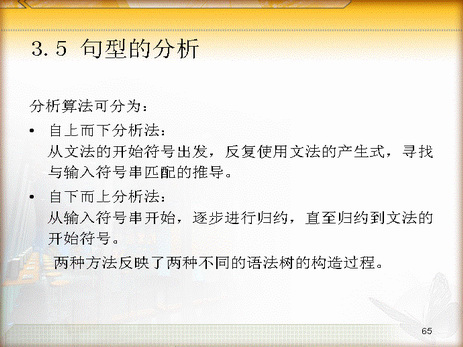 3.5 句型的分析
分析算法可分为：
• 自上而下分析法：
从文法的开始符号出发，反复使用文法的产生式，寻找
与输入符号串匹配的推导。
• 自下而上分析法：
从输入符号串开始，逐步进行归约，直至归约到文法的
开始符号。
两种方法反映了两种不同的语法树的构造过程。
65